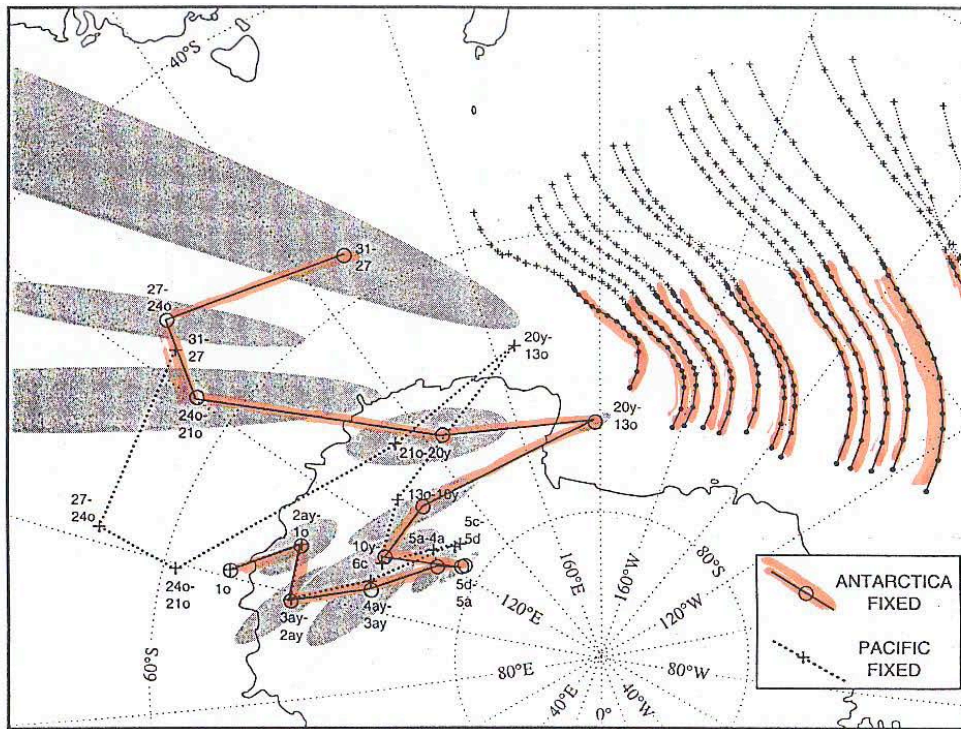 40°S
31-
27
27-
24o
31-
27
20y-
13o
24o-
21o
20y-
13o
21o-20y
13o-10y
27-
24o
2ay-
1o
5c-
5d
5a-4a
10y-
6c
24o-
21o
1o
5d-
5a
4ay-
3ay
3ay-
2ay
60°S
120°E
160°E
160°W
80°S
120°W
80°E
80°W
40°E
40°W
0°
ANTARCTICA
FIXED
PACIFIC
FIXED